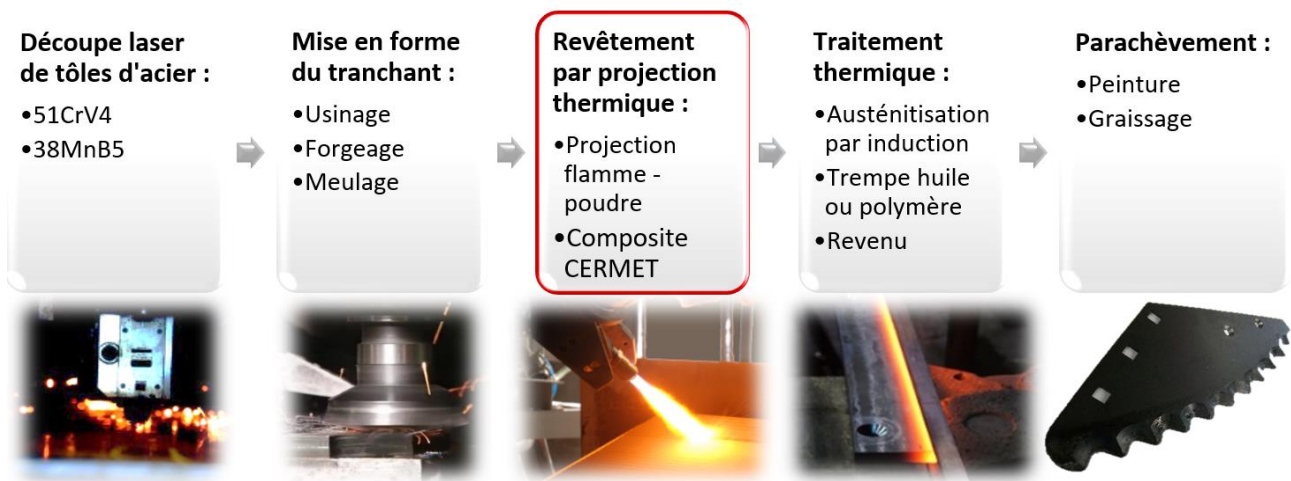 Découpe laser
de tôles d'acier :
•51CrV4
•38MnB5
Mise en forme
du tranchant :
•Usinage
•Forgeage
•Meulage
Revêtement
par projection
thermique :
•Projection
flamme -
poudre
•Composite
CERMET
Traitement
thermique :
•Austénitisation
par induction
•Trempe huile
ou polymère
•Revenu
Parachèvement :
•Peinture
•Graissage